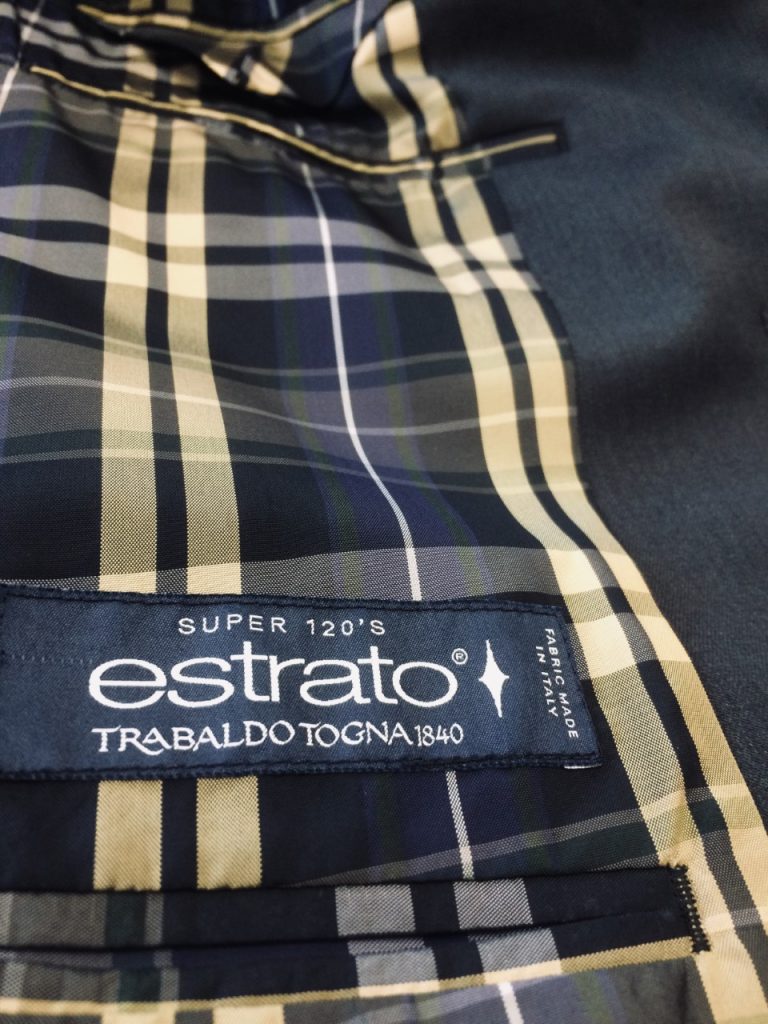 SUPER 120'S
estrato®
TRABALDO TOGNA 1840
FABRIC MADE
IN ITALY